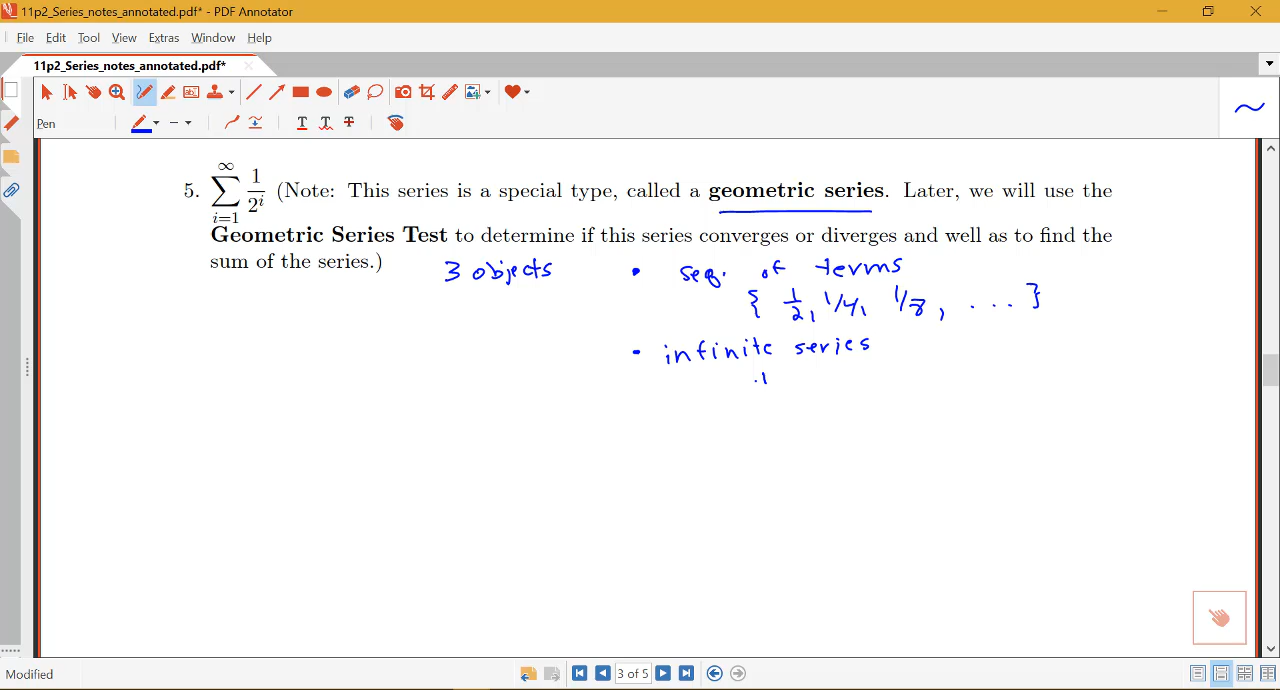 11p2_Series_notes_annotated.pdf* - PDF Annotator
File Edit Tool View Extras Window Help
11p2_Series_notes_annotated.pdf*
Pen
5. ∑_{i=1}^{∞} 1/2^i (Note: This series is a special type, called a geometric series. Later, we will use the
Geometric Series Test to determine if this series converges or diverges and well as to find the
sum of the series.)
3 objects • seq. of terms
{ 1/2, 1/4, 1/8, ... }
• infinite series
Modified
3 of 5